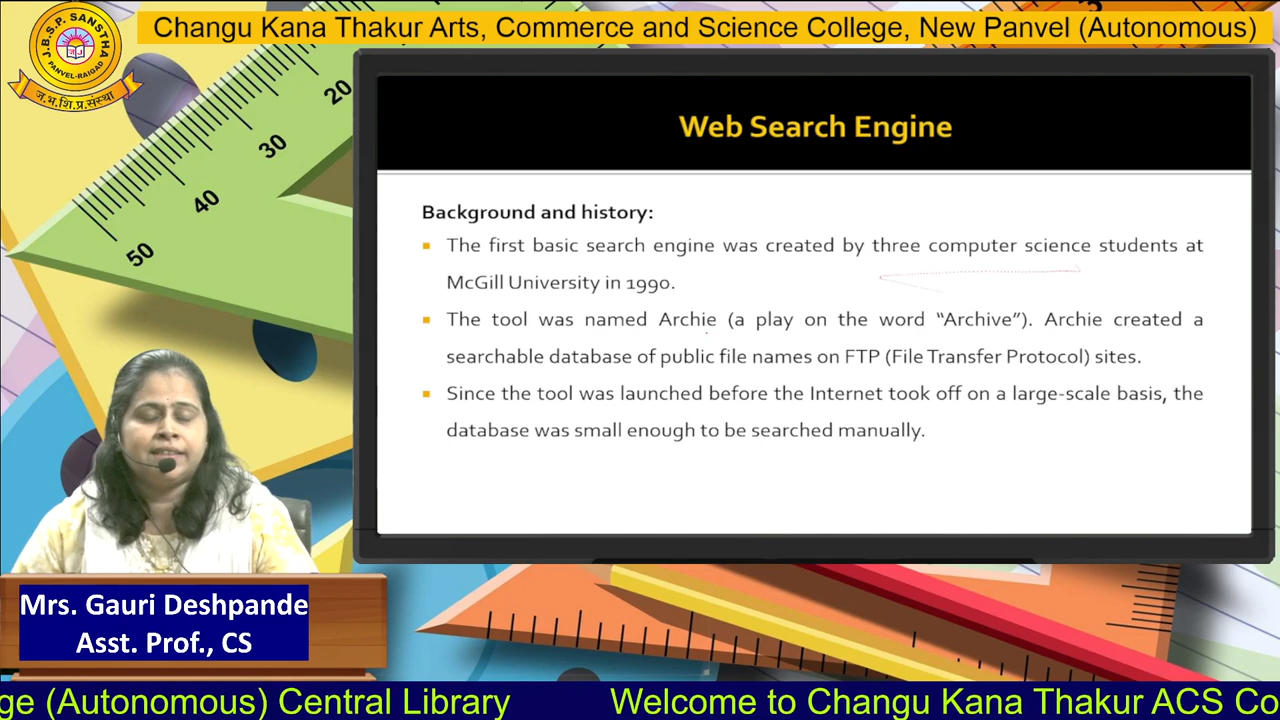 Changu Kana Thakur Arts, Commerce and Science College, New Panvel (Autonomous)
J.B.S.P. SANSTHA
PANVEL-RAIGAD
ज.भ.शि.प्र.संस्था
20
30
40
50
Web Search Engine
Background and history:
The first basic search engine was created by three computer science students at
McGill University in 1990.
The tool was named Archie (a play on the word “Archive”). Archie created a
searchable database of public file names on FTP (File Transfer Protocol) sites.
Since the tool was launched before the Internet took off on a large-scale basis, the
database was small enough to be searched manually.
Mrs. Gauri Deshpande
Asst. Prof., CS
ge (Autonomous) Central Library Welcome to Changu Kana Thakur ACS Co